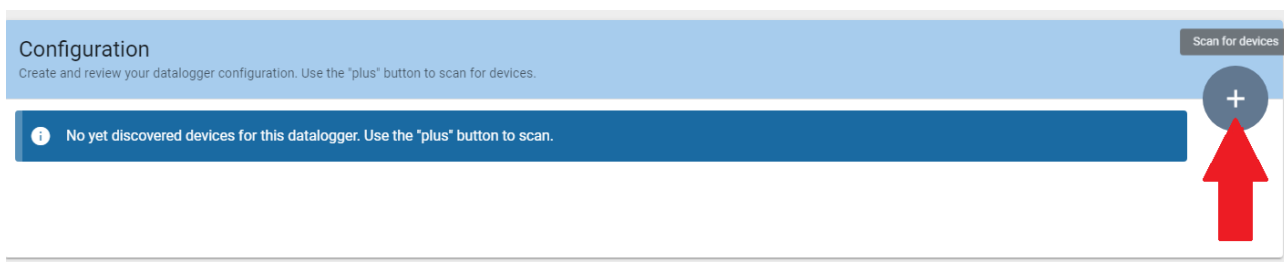 Configuration
Scan for devices
Create and review your datalogger configuration. Use the "plus" button to scan for devices.
No yet discovered devices for this datalogger. Use the "plus" button to scan.